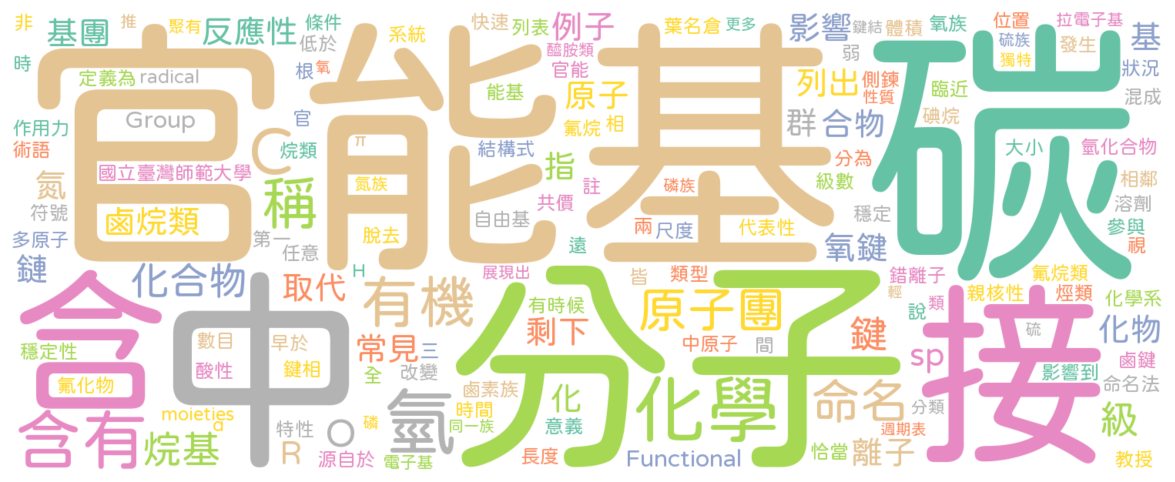 官能基
碳
含
中
分子
接
非
基團
推
聚有
反應性
條件
系統
快速
列表
例子
葉名倉
更多
影響
鍵結
體積
氧族
位置
拉電子基
硫族
發生
獨特
基
時
定義為
radical
低於
根
氧
醯胺類
官能
弱
狀況
能基
原子
列出
側鍊
性質
臨近
混成
作用力
術語
Group
官
C
π
氟烷
相
群
合物
碘烷
烷類
結構式
大小
氫化合物
分為
國立臺灣師範大學
指
氮
稱
氮族
註
磷族
級數
相鄰
共價
符號
鹵烷類
自由基
兩
尺度
代表性
穩定
溶劑
參與
多原子
第一
任意
脫去
遠
氧鍵
視
鏈
化合物
H
取代
有機
展現出
皆
類型
錯離子
氟烷類
輕
親核性
烴類
有時候
原子團
類
化學系
說
數目
早於
常見
三
剩下
中原子
間
鍵
化物
硫
穩定性
酸性
鍵相
全
改變
sp
鹵鍵
影響到
氟化物
鹵素族
化
化學
命名
分類
命名法
moieties
a
氫
時間
同一族
意義
含有
烷基
特性
R
O
磷
源自於
電子基
長度
Functional
恰當
離子
週期表
級
教授